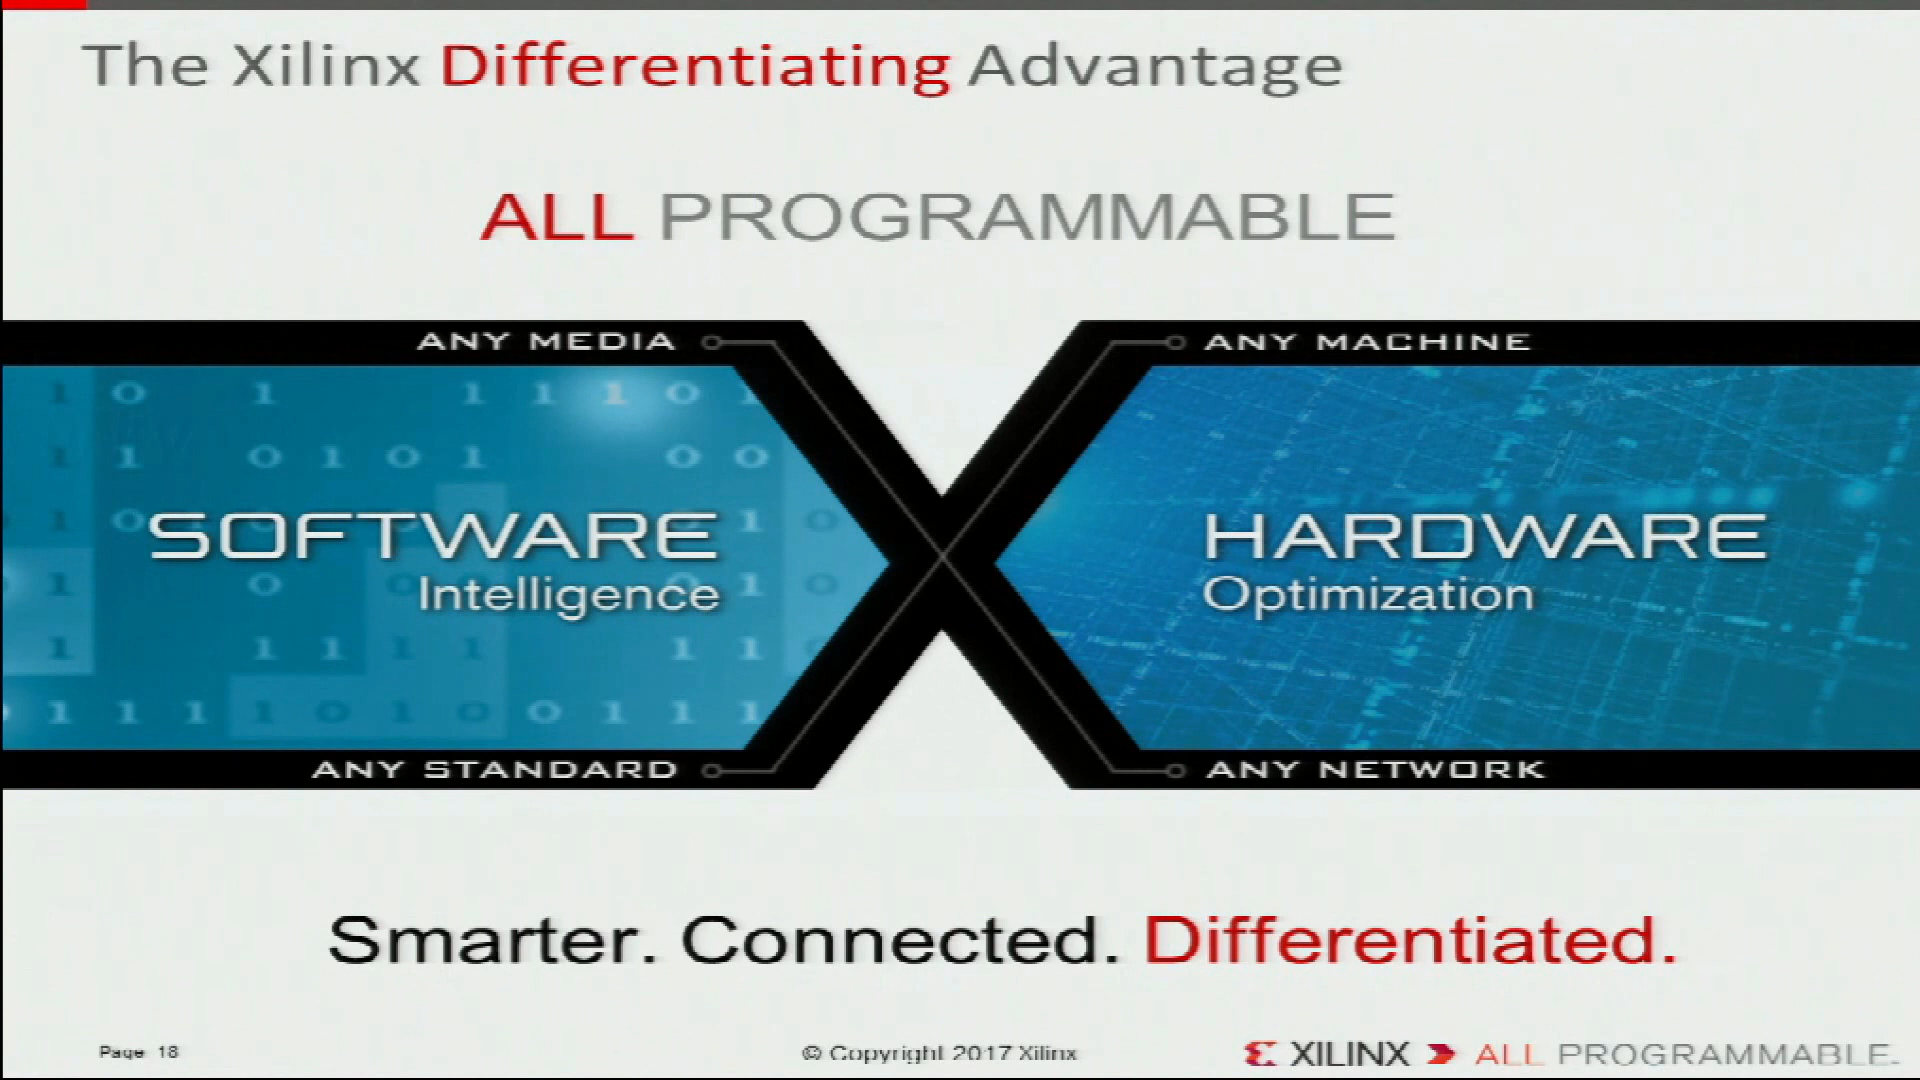 The Xilinx Differentiating Advantage
ALL PROGRAMMABLE
ANY MEDIA
ANY MACHINE
SOFTWARE
Intelligence
HARDWARE
Optimization
ANY STANDARD
ANY NETWORK
Smarter. Connected. Differentiated.
Page 18
© Copyright 2017 Xilinx
XILINX ALL PROGRAMMABLE